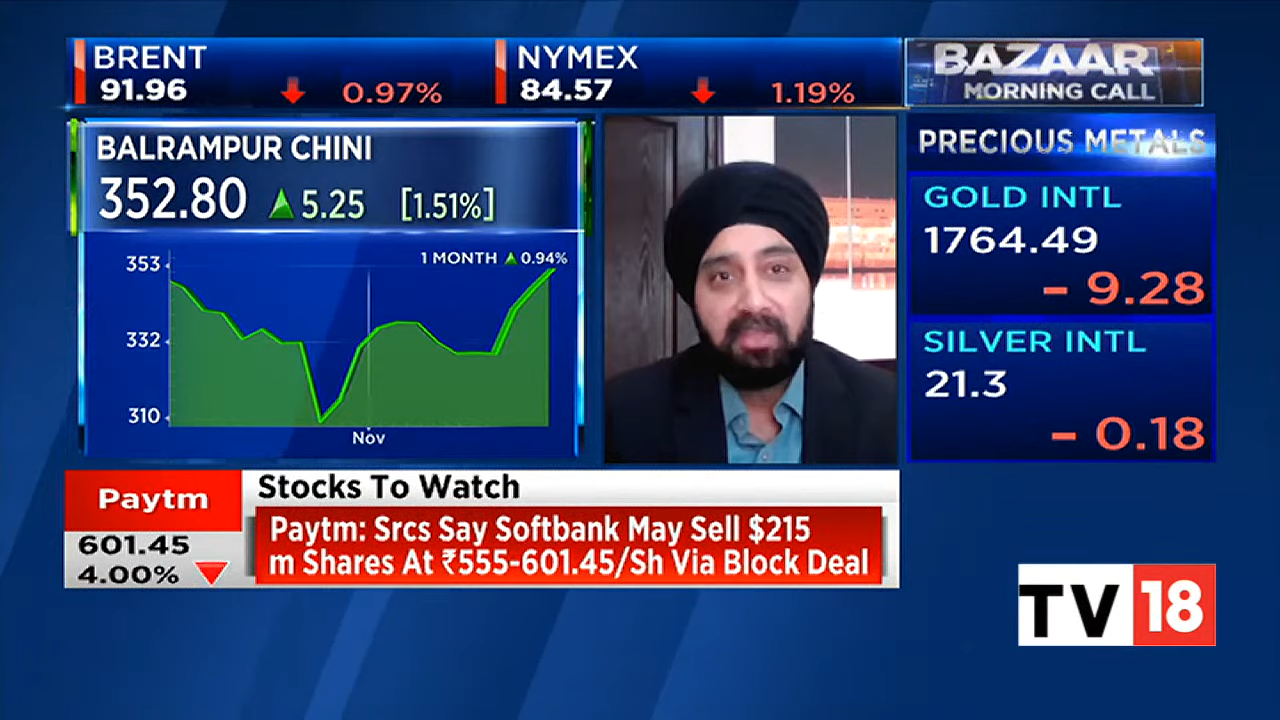 BRENT
91.96 0.97%
NYMEX
84.57 1.19%
BAZAAR
MORNING CALL
BALRAMPUR CHINI
352.80 5.25 [1.51%]
1 MONTH 0.94%
353
332
310
Nov
PRECIOUS METALS
GOLD INTL
1764.49
- 9.28
SILVER INTL
21.3
- 0.18
Paytm
601.45
4.00%
Stocks To Watch
Paytm: Srcs Say Softbank May Sell $215
m Shares At ₹555-601.45/Sh Via Block Deal
TV18